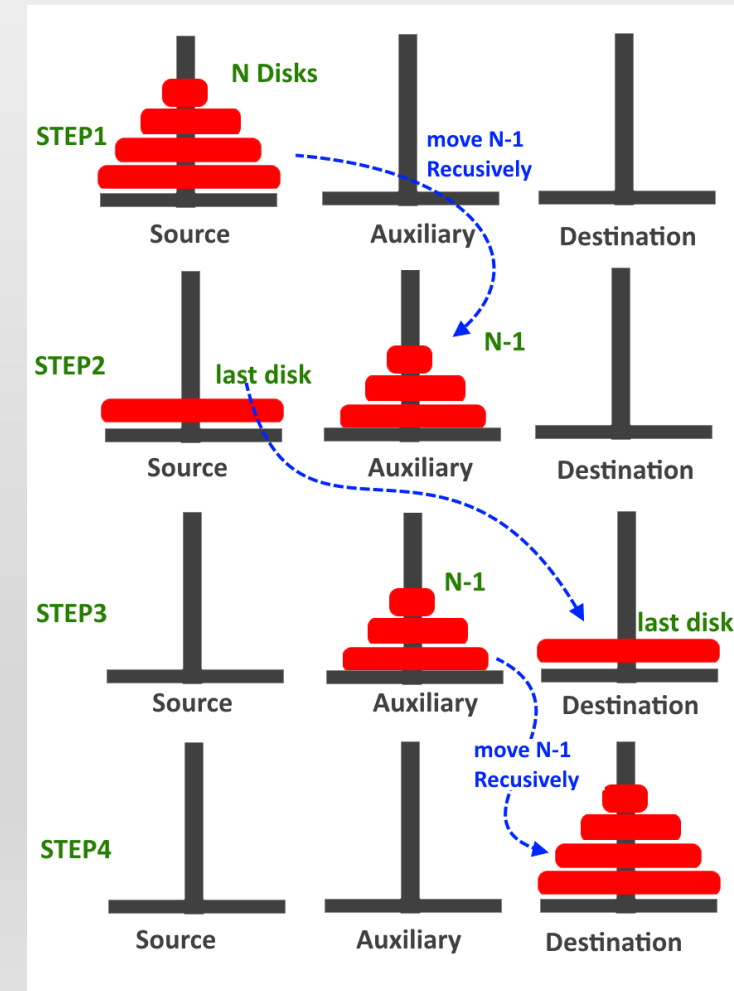 N Disks
STEP1
move N-1
Recusively
Source
Auxiliary
Destination
STEP2
last disk
N-1
Source
Auxiliary
Destination
STEP3
N-1
last disk
Source
Auxiliary
Destination
move N-1
Recusively
STEP4
Source
Auxiliary
Destination